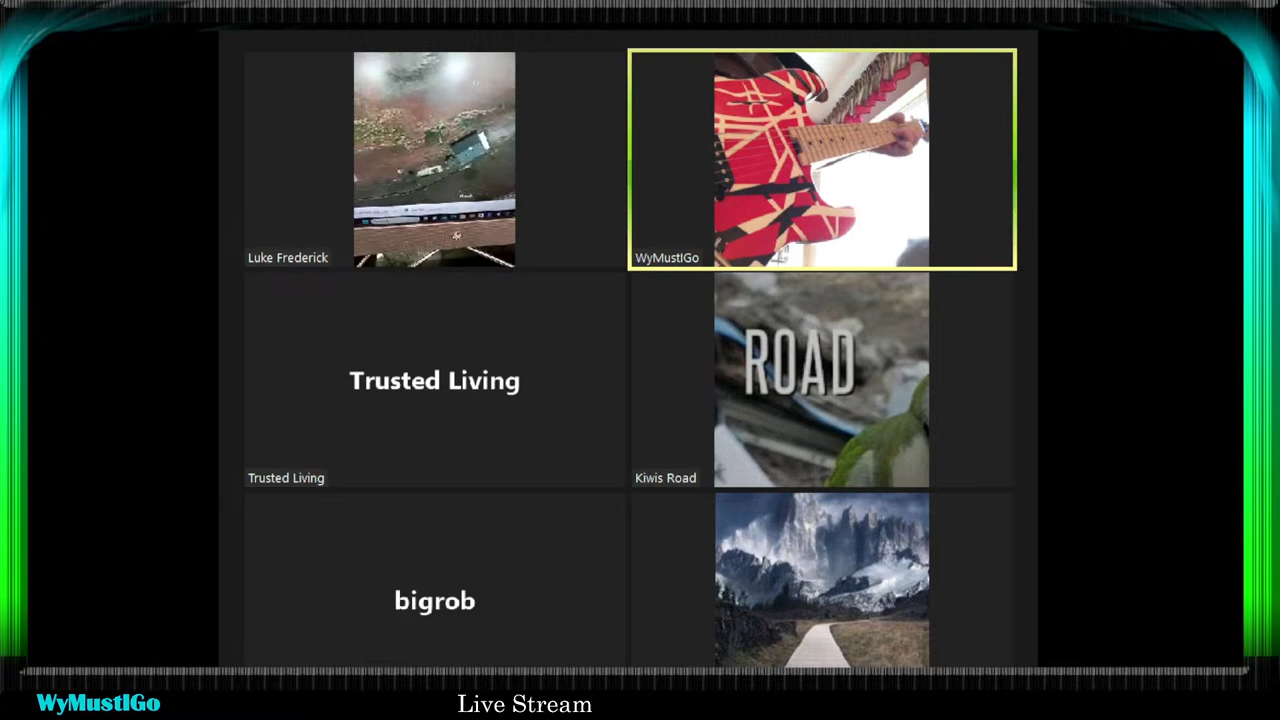 Luke Frederick
WyMustIGo
Trusted Living
Trusted Living
ROAD
Kiwis Road
bigrob
WyMustIGo
Live Stream